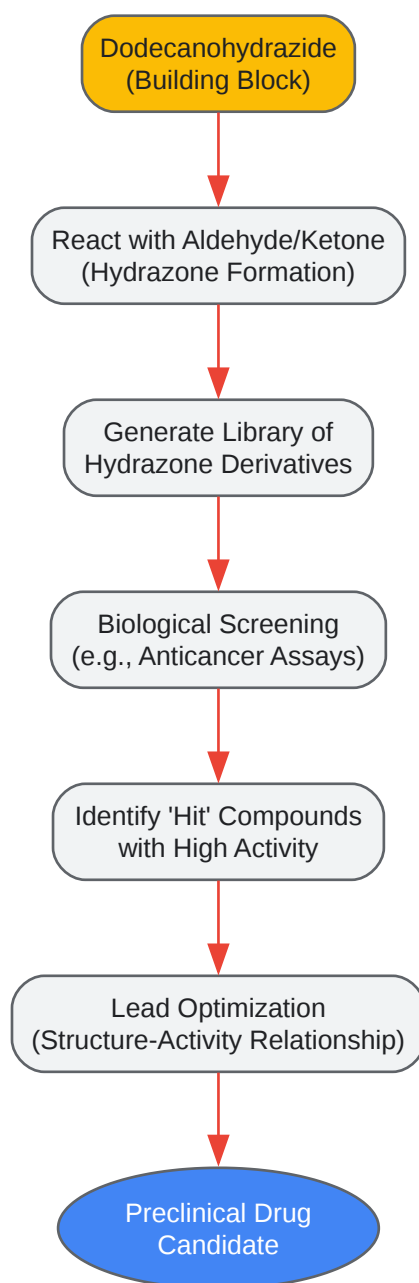 Dodecanohydrazide
(Building Block)
React with Aldehyde/Ketone
(Hydrazone Formation)
Generate Library of
Hydrazone Derivatives
Biological Screening
(e.g., Anticancer Assays)
Identify 'Hit' Compounds
with High Activity
Lead Optimization
(Structure-Activity Relationship)
Preclinical Drug
Candidate